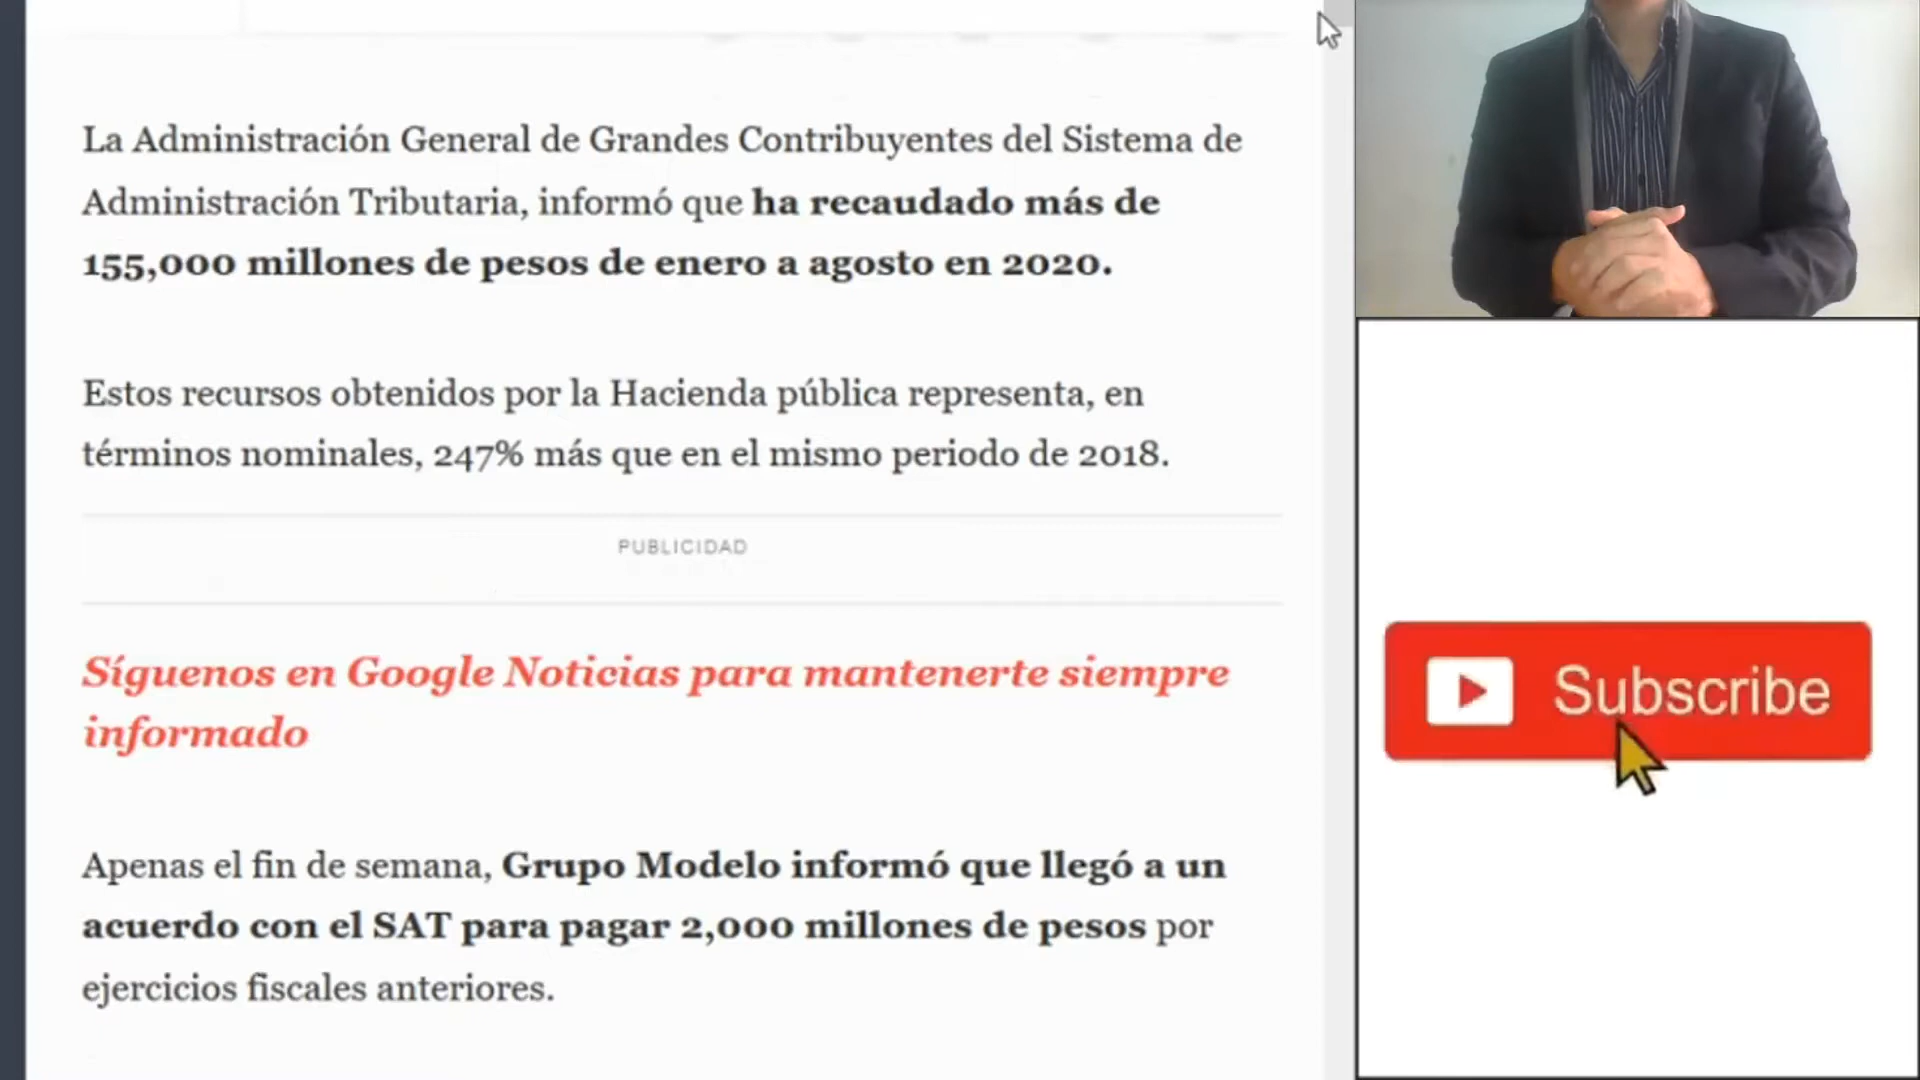 La Administración General de Grandes Contribuyentes del Sistema de
Administración Tributaria, informó que ha recaudado más de
155,000 millones de pesos de enero a agosto en 2020.
Estos recursos obtenidos por la Hacienda pública representa, en
términos nominales, 247% más que en el mismo periodo de 2018.
PUBLICIDAD
Síguenos en Google Noticias para mantenerte siempre
informado
Apenas el fin de semana, Grupo Modelo informó que llegó a un
acuerdo con el SAT para pagar 2,000 millones de pesos por
ejercicios fiscales anteriores.
Subscribe